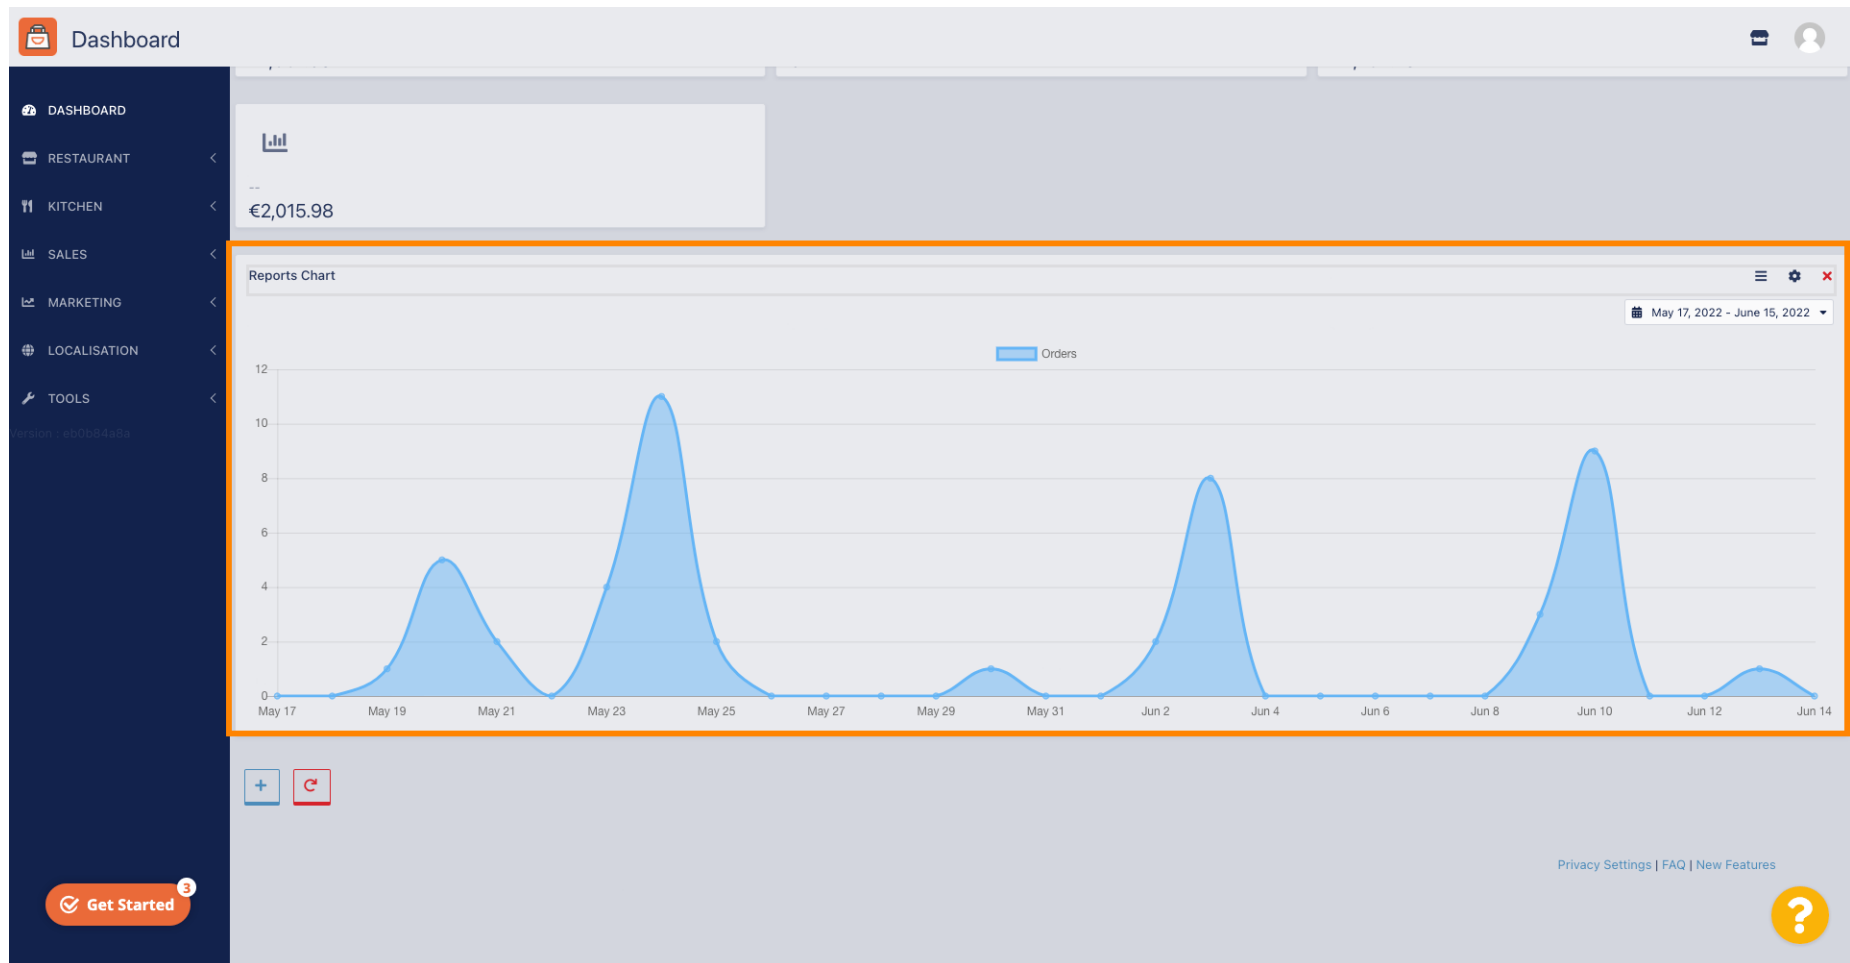 Dashboard
DASHBOARD
RESTAURANT
KITCHEN
SALES
MARKETING
LOCALISATION
TOOLS
Version : eb0b84a8a
--
€2,015.98
Reports Chart
May 17, 2022 - June 15, 2022
Orders
12
10
8
6
4
2
0
May 17 May 19 May 21 May 23 May 25 May 27 May 29 May 31 Jun 2 Jun 4 Jun 6 Jun 8 Jun 10 Jun 12 Jun 14
Privacy Settings | FAQ | New Features
3
Get Started
?